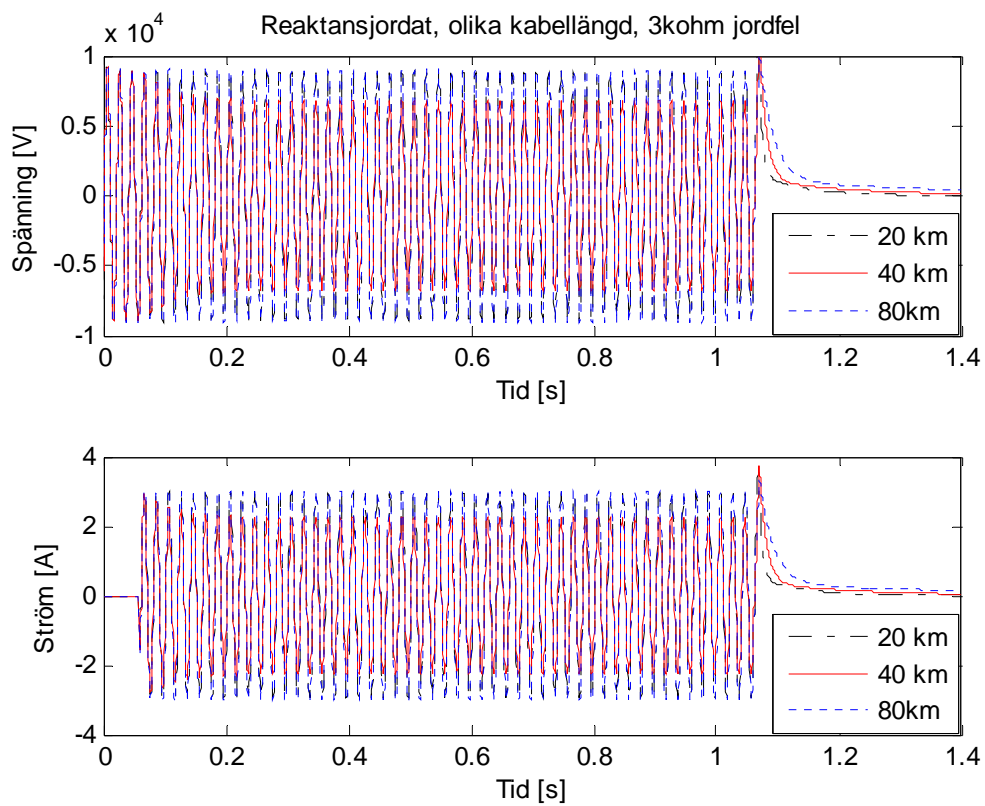 Reaktansjordat, olika kabellängd, 3kohm jordfel
x 10^4
1
0.5
0
-0.5
-1
Spänning [V]
20 km
40 km
80km
0 0.2 0.4 0.6 0.8 1 1.2 1.4
Tid [s]
4
2
0
-2
-4
Ström [A]
20 km
40 km
80km
0 0.2 0.4 0.6 0.8 1 1.2 1.4
Tid [s]